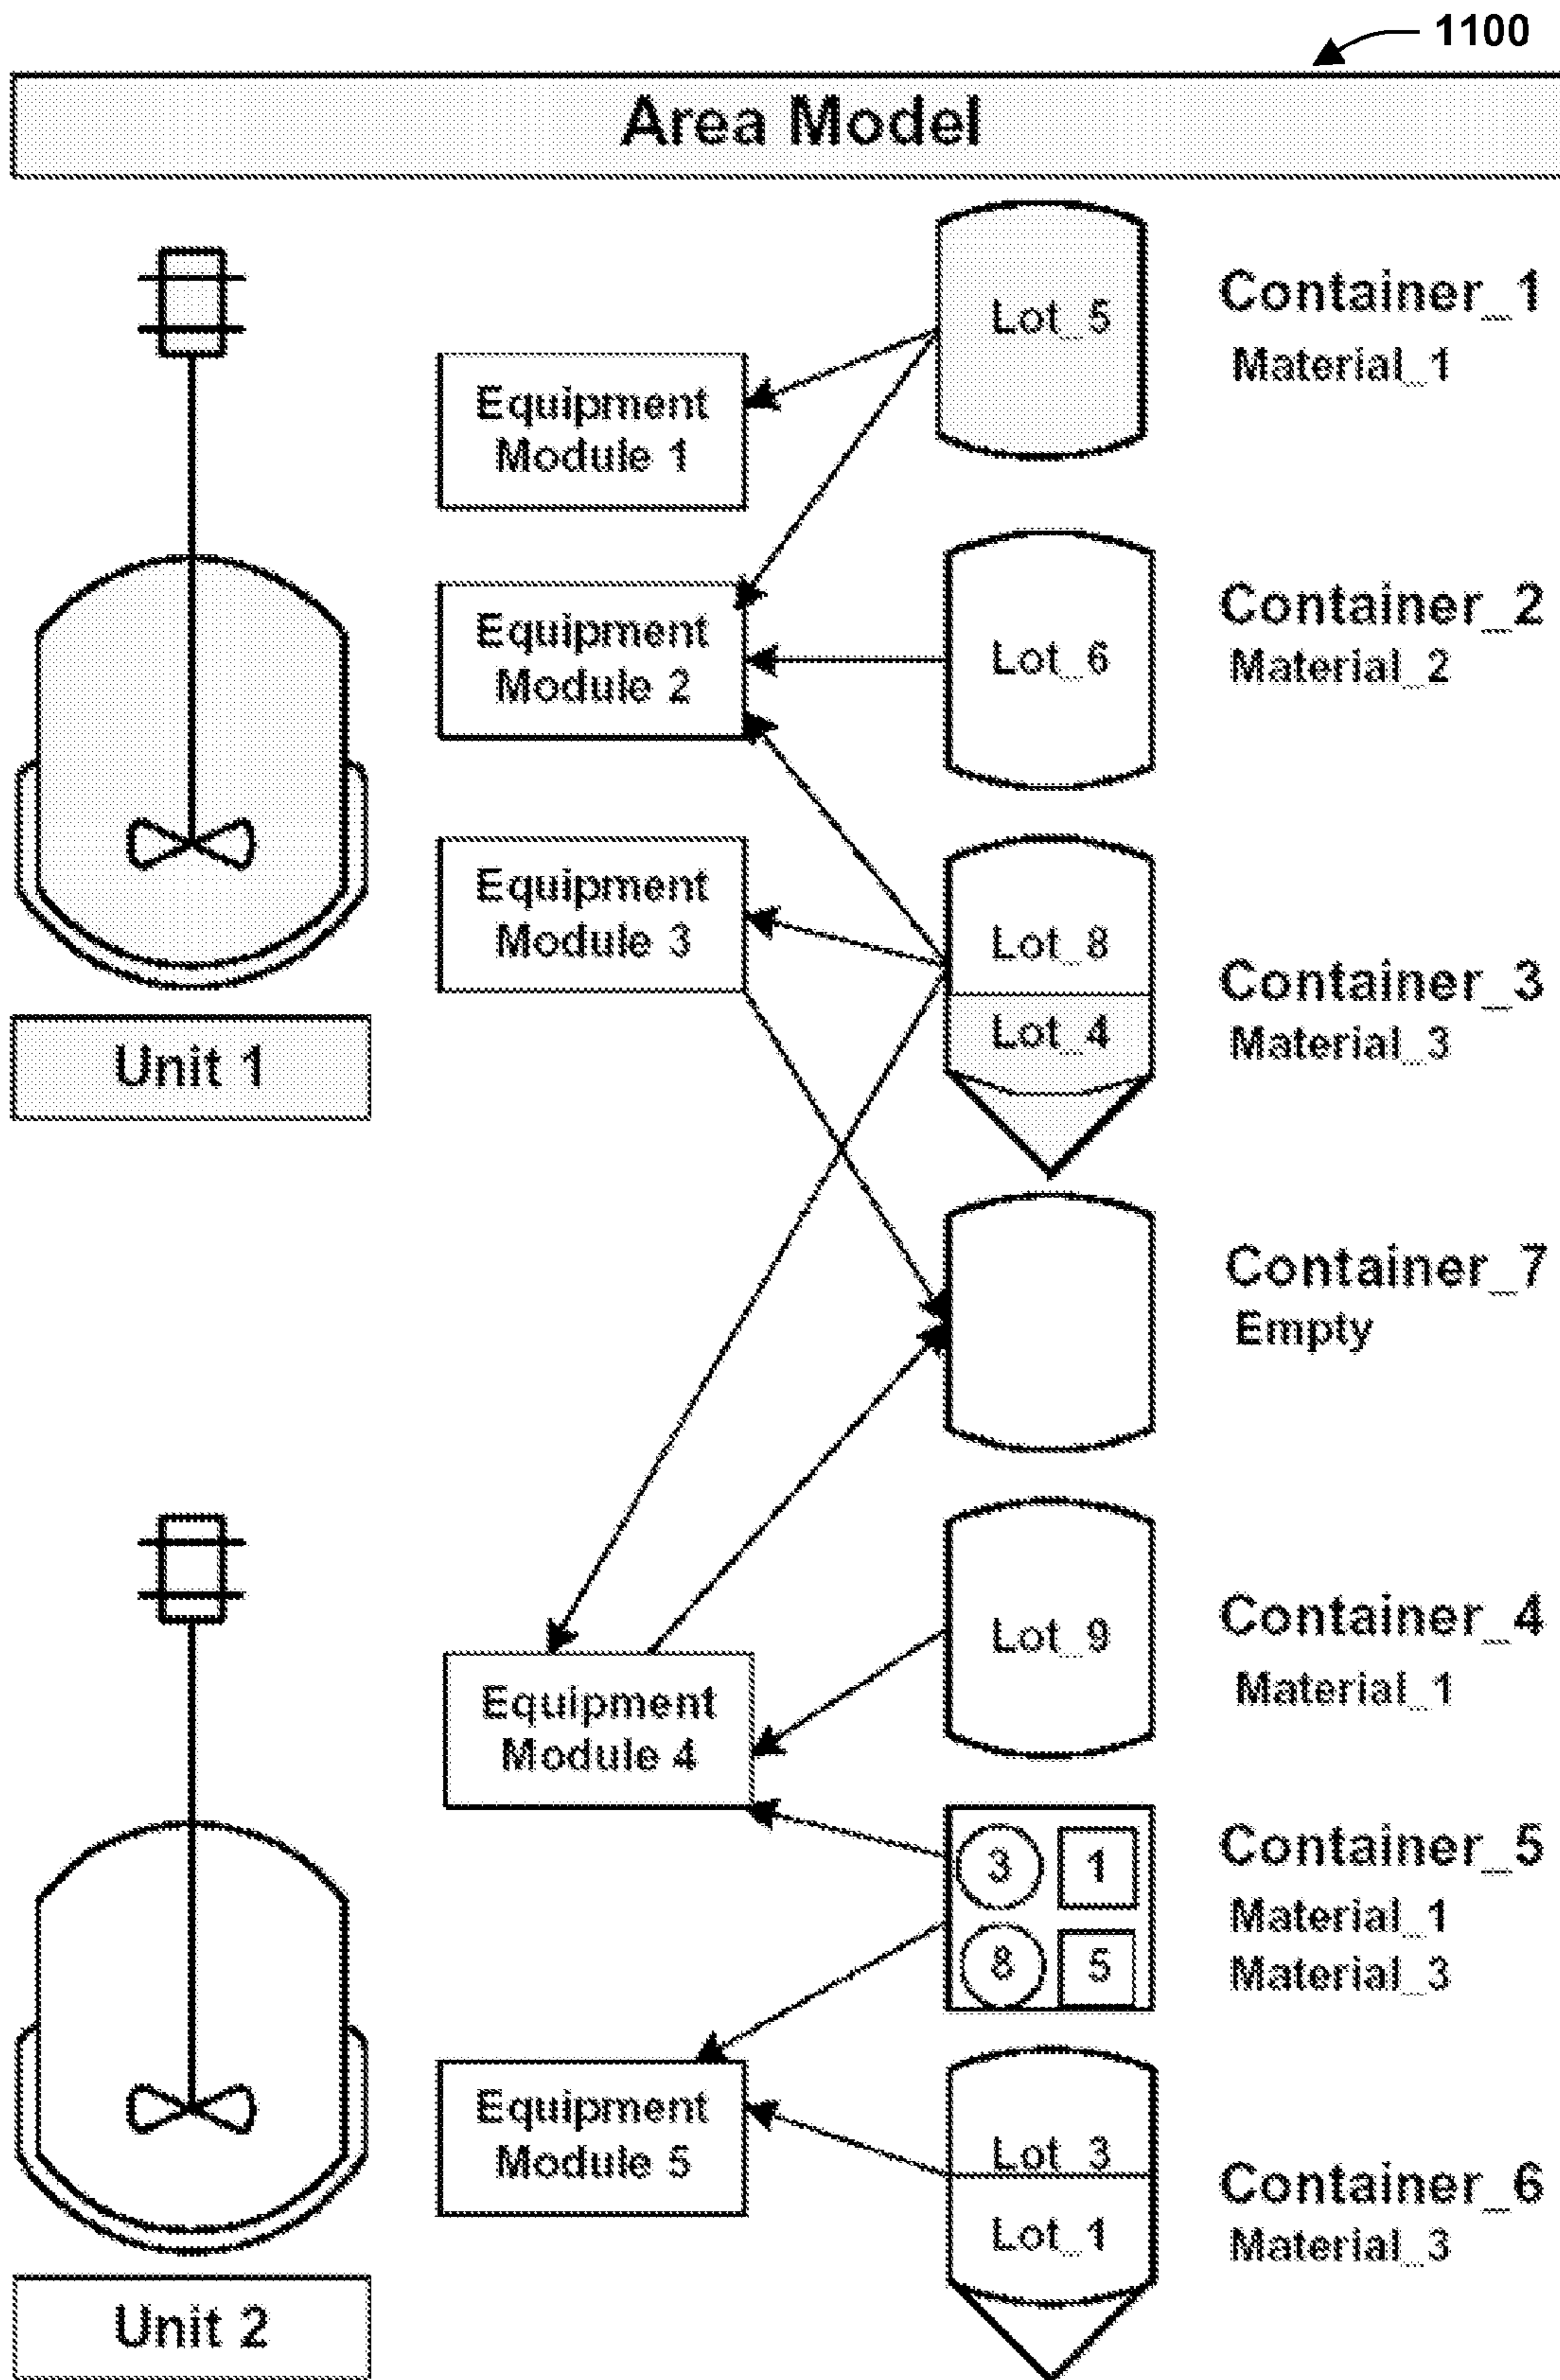 1100
Area Model
Lot_5
Container_1
Material_1
Equipment
Module 1
Equipment
Module 2
Lot_6
Container_2
Material_2
Equipment
Module 3
Lot_8
Lot_4
Container_3
Material_3
Unit 1
Container_7
Empty
Lot_9
Container_4
Material_1
Equipment
Module 4
3 1
8 5
Container_5
Material_1
Material_3
Equipment
Module 5
Lot_3
Lot_1
Container_6
Material_3
Unit 2